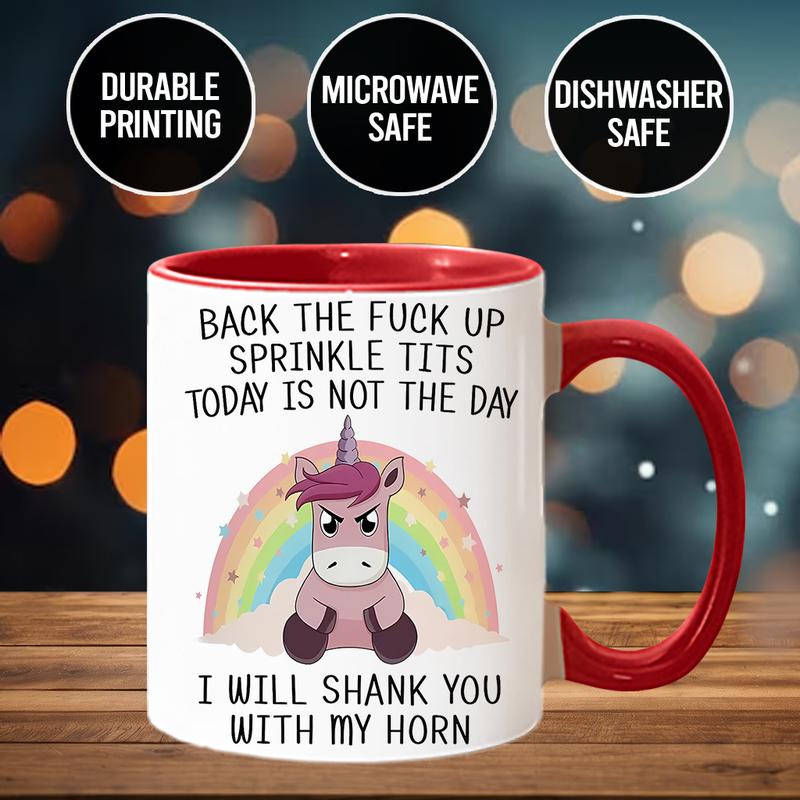 DURABLE
PRINTING
MICROWAVE
SAFE
DISHWASHER
SAFE
BACK THE FUCK UP
SPRINKLE TITS
TODAY IS NOT THE DAY
I WILL SHANK YOU
WITH MY HORN